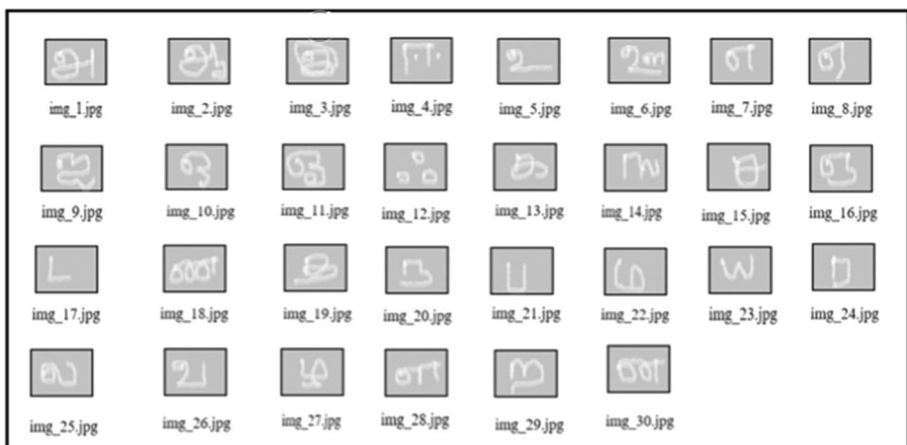 அ ஆ இ ஈ உ ஊ எ ஏ
img_1.jpg img_2.jpg img_3.jpg img_4.jpg img_5.jpg img_6.jpg img_7.jpg img_8.jpg
ஐ ஒ ஓ ஃ க ங ச ஞ
img_9.jpg img_10.jpg img_11.jpg img_12.jpg img_13.jpg img_14.jpg img_15.jpg img_16.jpg
ட ண த ந ப ம ய ர
img_17.jpg img_18.jpg img_19.jpg img_20.jpg img_21.jpg img_22.jpg img_23.jpg img_24.jpg
ல வ ழ ள ற ன
img_25.jpg img_26.jpg img_27.jpg img_28.jpg img_29.jpg img_30.jpg